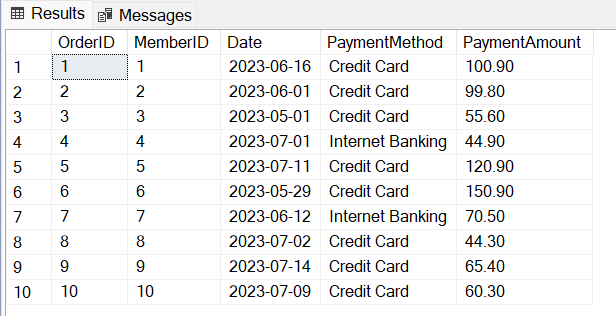 Results Messages
OrderID MemberID Date PaymentMethod PaymentAmount
1 1 1 2023-06-16 Credit Card 100.90
2 2 2 2023-06-01 Credit Card 99.80
3 3 3 2023-05-01 Credit Card 55.60
4 4 4 2023-07-01 Internet Banking 44.90
5 5 5 2023-07-11 Credit Card 120.90
6 6 6 2023-05-29 Credit Card 150.90
7 7 7 2023-06-12 Internet Banking 70.50
8 8 8 2023-07-02 Credit Card 44.30
9 9 9 2023-07-14 Credit Card 65.40
10 10 10 2023-07-09 Credit Card 60.30